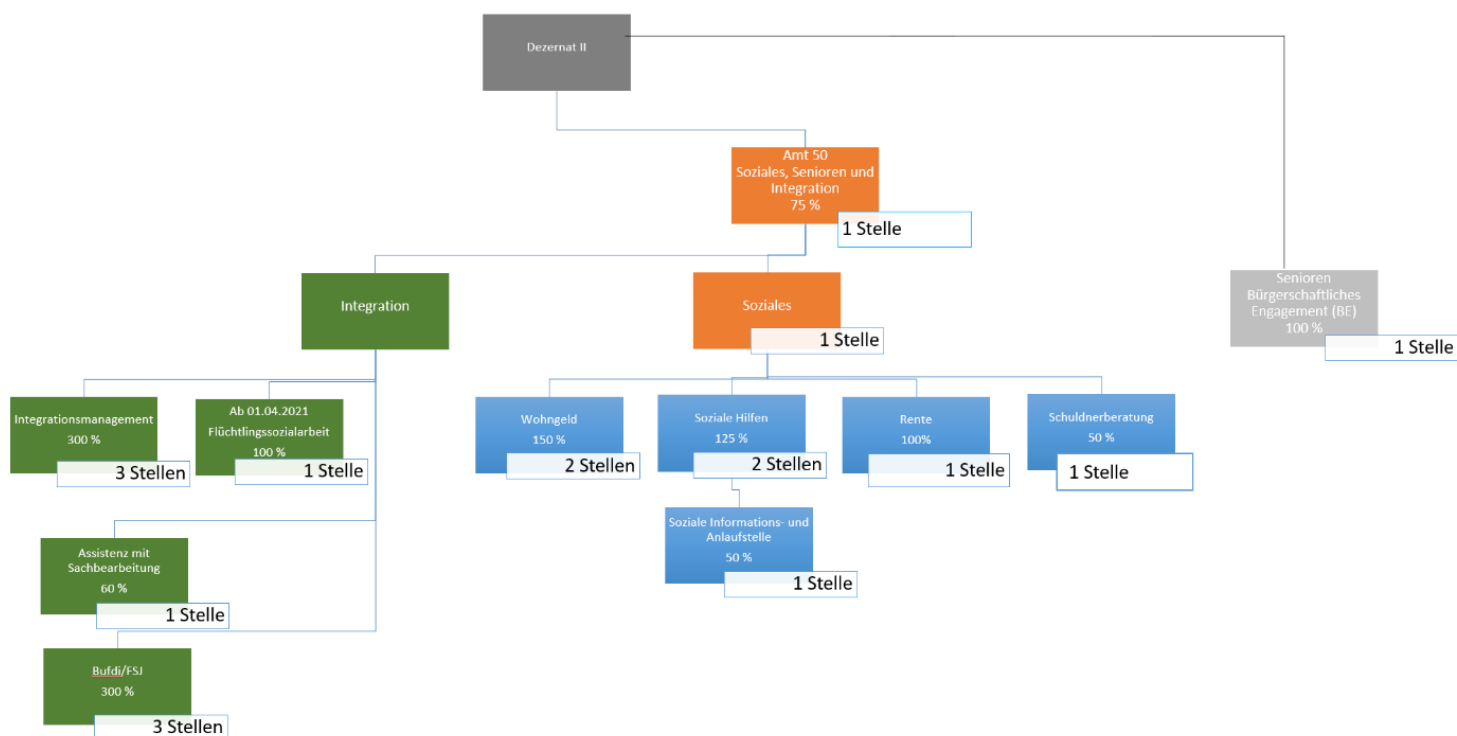 Dezernat II
Amt 50
Soziales, Senioren und
Integration
75 %
1 Stelle
Integration
Soziales
1 Stelle
Senioren
Bürgerschaftliches
Engagement (BE)
100 %
1 Stelle
Integrationsmanagement
300 %
3 Stellen
Ab 01.04.2021
Flüchtlingssozialarbeit
100 %
1 Stelle
Wohngeld
150 %
2 Stellen
Soziale Hilfen
125 %
2 Stellen
Rente
100%
1 Stelle
Schuldnerberatung
50 %
1 Stelle
Assistenz mit
Sachbearbeitung
60 %
1 Stelle
Soziale Informations- und
Anlaufstelle
50 %
1 Stelle
Bufdi/FSJ
300 %
3 Stellen